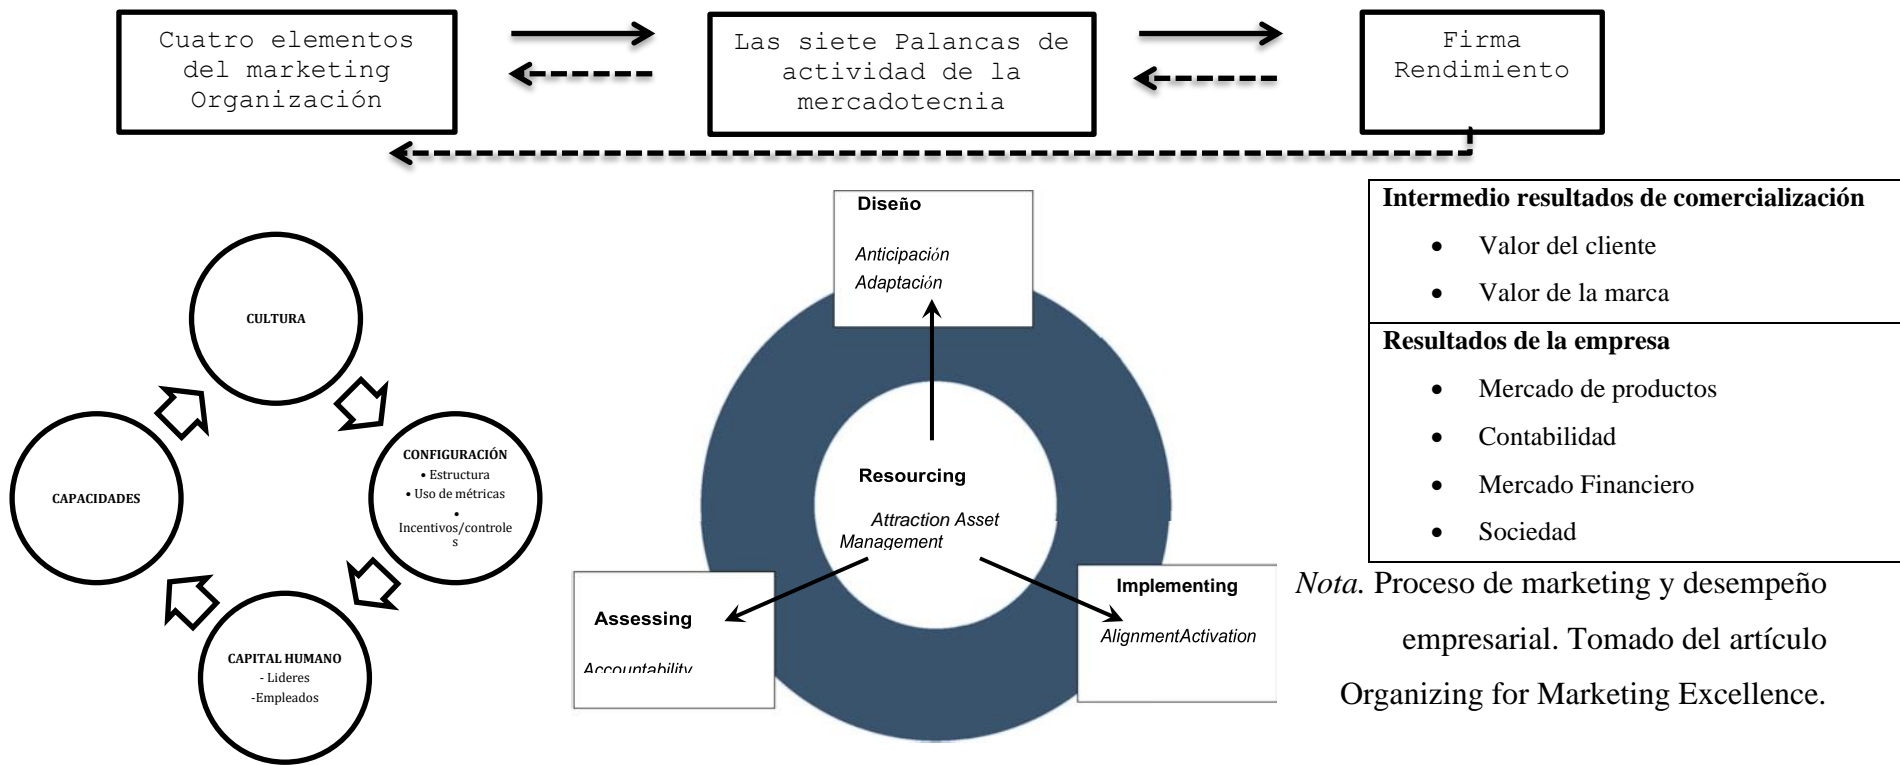 Cuatro elementos
del marketing
Organización
Las siete Palancas de
actividad de la
mercadotecnia
Firma
Rendimiento
CULTURA
CONFIGURACIÓN
• Estructura
• Uso de métricas
•
Incentivos/controle
s
CAPITAL HUMANO
- Lideres
-Empleados
CAPACIDADES
Diseño
Anticipación
Adaptación
Resourcing
Attraction Asset
Management
Assessing
Accountability
Implementing
AlignmentActivation
Intermedio resultados de comercialización
• Valor del cliente
• Valor de la marca
Resultados de la empresa
• Mercado de productos
• Contabilidad
• Mercado Financiero
• Sociedad
Nota. Proceso de marketing y desempeño
empresarial. Tomado del artículo
Organizing for Marketing Excellence.